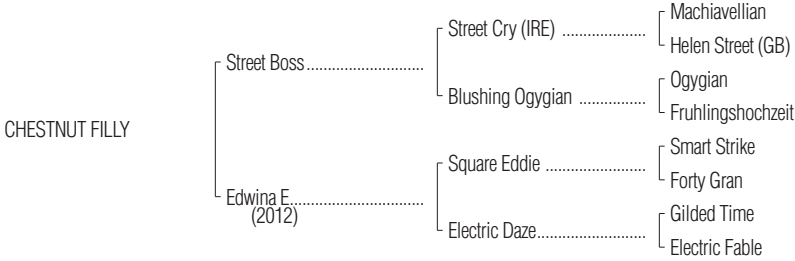 Machiavellian
Street Cry (IRE) ....................
Helen Street (GB)
Street Boss...........................
Ogygian
Blushing Ogygian ................
Fruhlingshochzeit
CHESTNUT FILLY
Smart Strike
Square Eddie ........................
Forty Gran
Edwina E...............................
(2012)
Gilded Time
Electric Daze..........................
Electric Fable